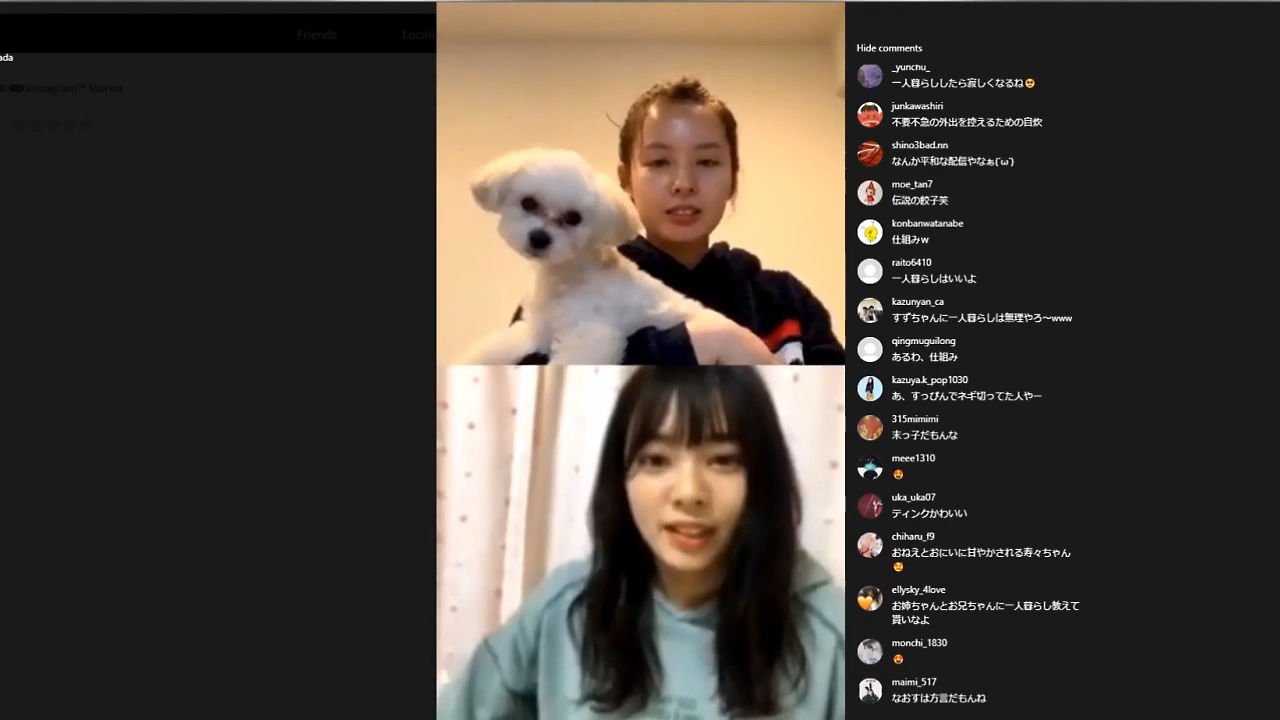 Friends
Locati
ada
Instagram
Stories
Hide comments
_yunchu_
一人暮らししたら寂しくなるね🥺
junkawashiri
不要不急の外出を控えるための自炊
shino3bad.nn
なんか平和な配信やなぁ(´ω`)
moe_tan7
伝説の餃子笑
konbanwatanabe
仕組みw
raito6410
一人暮らしはいいよ
kazunyan_ca
すずちゃんに一人暮らしは無理やろ〜www
qingmuguilong
あるわ、仕組み
kazuya.k_pop1030
あ、すっぴんでネギ切ってた人やー
315mimimi
末っ子だもんな
meee1310
😍
uka_uka07
ティンクかわいい
chiharu_f9
おねえとおにいに甘やかされる寿々ちゃん
🥰
ellysky_4love
お姉ちゃんとお兄ちゃんに一人暮らし教えて
貰いなよ
monchi_1830
😍
maimi_517
なおすは方言だもんね